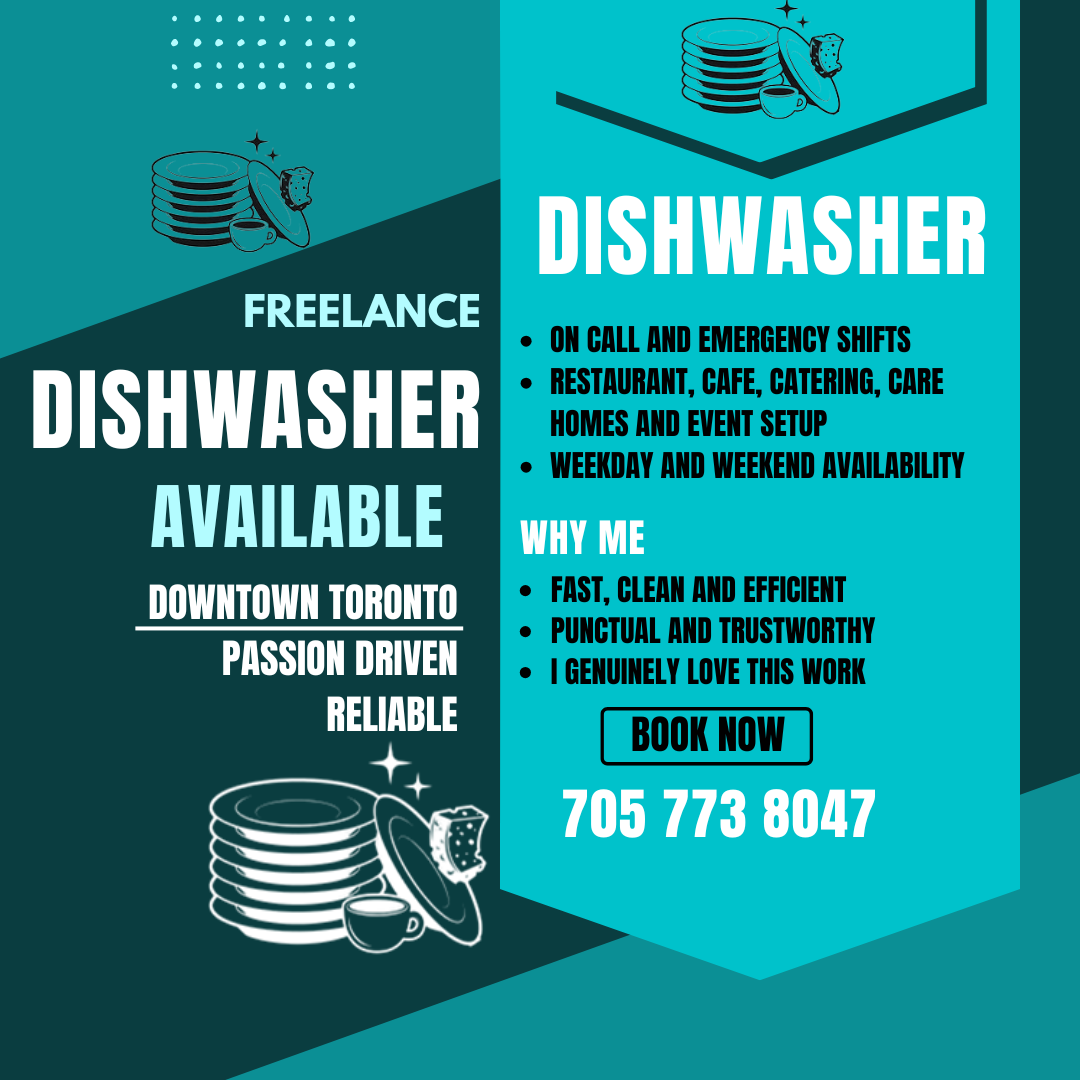 FREELANCE
DISHWASHER
AVAILABLE
DOWNTOWN TORONTO
PASSION DRIVEN
RELIABLE
DISHWASHER
• ON CALL AND EMERGENCY SHIFTS
• RESTAURANT, CAFE, CATERING, CARE
HOMES AND EVENT SETUP
• WEEKDAY AND WEEKEND AVAILABILITY
WHY ME
• FAST, CLEAN AND EFFICIENT
• PUNCTUAL AND TRUSTWORTHY
• I GENUINELY LOVE THIS WORK
BOOK NOW
705 773 8047